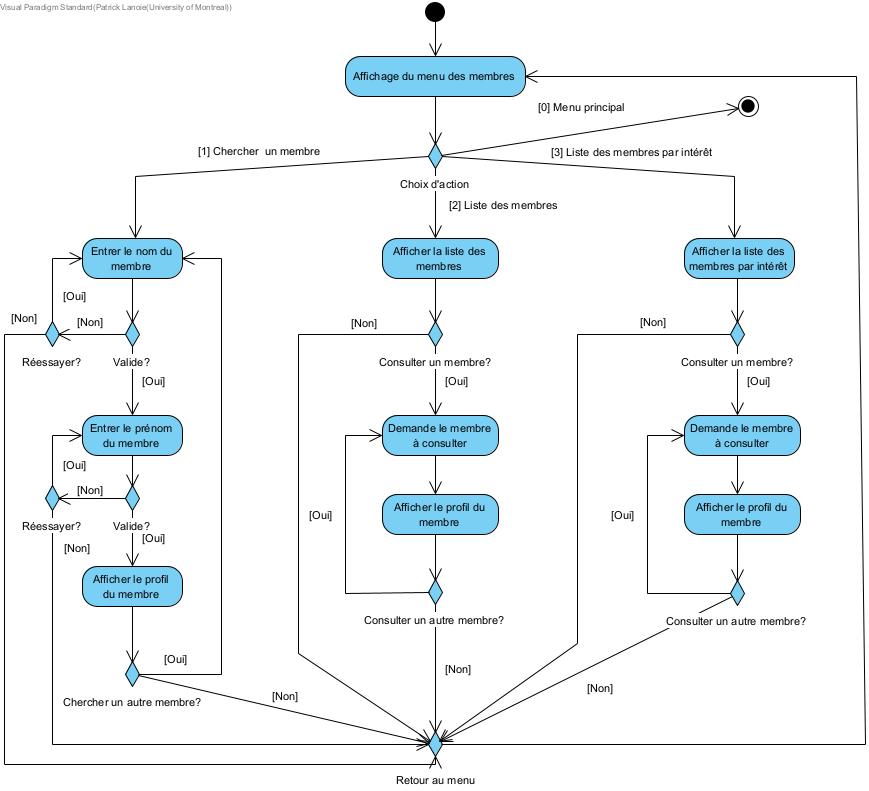 Visual Paradigm Standard(Patrick Lanoie(University of Montreal))
Affichage du menu des membres
[0] Menu principal
[1] Chercher un membre
[3] Liste des membres par intérêt
Choix d'action
[2] Liste des membres
Entrer le nom du
membre
Afficher la liste des
membres
Afficher la liste des
membres par intérêt
[Oui]
[Non]
[Non]
[Non]
[Non]
Réessayer?
Valide?
Consulter un membre?
Consulter un membre?
[Oui]
[Oui]
[Oui]
Entrer le prénom
du membre
Demande le membre
à consulter
Demande le membre
à consulter
[Oui]
[Non]
Réessayer?
Valide?
[Oui]
[Non]
Afficher le profil du
membre
Afficher le profil du
membre
[Oui]
[Oui]
Afficher le profil
du membre
Consulter un autre membre?
Consulter un autre membre?
[Oui]
Chercher un autre membre?
[Non]
[Non]
[Non]
Retour au menu